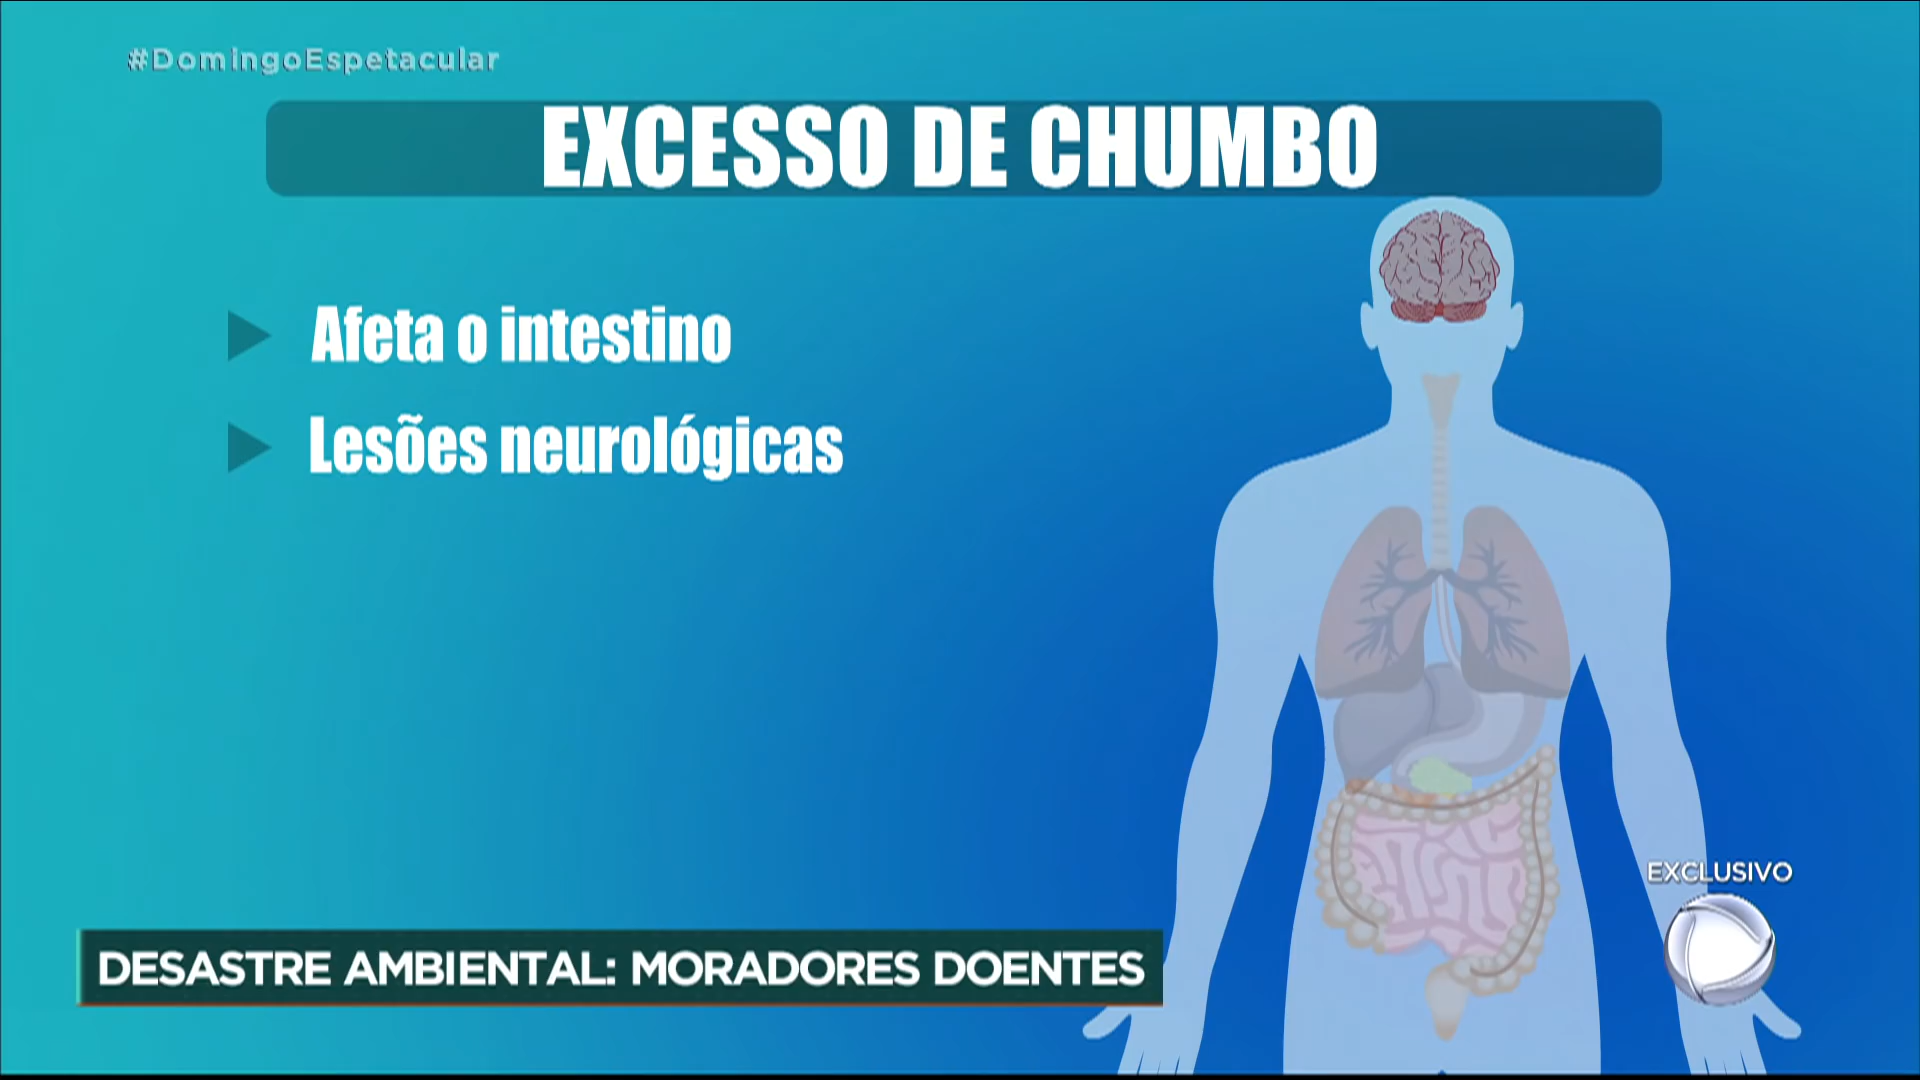 #DomingoEspetacular
EXCESSO DE CHUMBO
Afeta o intestino
Lesões neurológicas
EXCLUSIVO
DESASTRE AMBIENTAL: MORADORES DOENTES